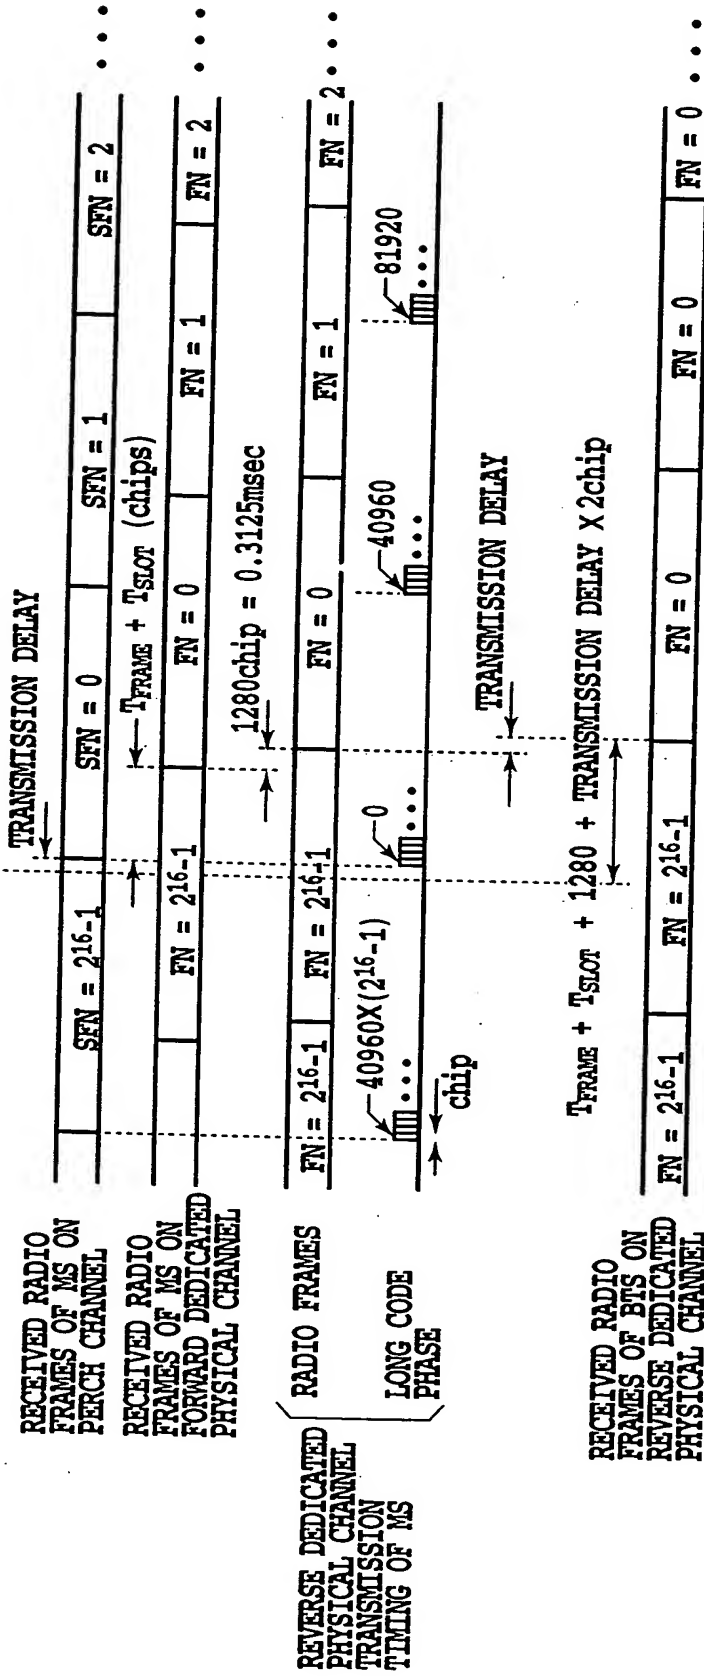 TRANSMISSION DELAY
RECEIVED RADIO
FRAMES OF MS ON
PERCH CHANNEL
SFN = 2¹⁶-1
SFN = 0
SFN = 1
SFN = 2
• • •
T_FRAME + T_SLOT (chips)
RECEIVED RADIO
FRAMES OF MS ON
FORWARD DEDICATED
PHYSICAL CHANNEL
FN = 2¹⁶-1
FN = 0
FN = 1
FN = 2
• • •
1280chip = 0.3125msec
REVERSE DEDICATED
PHYSICAL CHANNEL
TRANSMISSION
TIMING OF MS
RADIO FRAMES
FN = 2¹⁶-1
FN = 2¹⁶-1
FN = 0
FN = 1
FN = 2
• • •
LONG CODE
PHASE
40960X(2¹⁶-1)
• • •
0
• • •
40960
• • •
81920
• • •
chip
TRANSMISSION DELAY
T_FRAME + T_SLOT + 1280 + TRANSMISSION DELAY X 2chip
RECEIVED RADIO
FRAMES OF BTS ON
REVERSE DEDICATED
PHYSICAL CHANNEL
FN = 2¹⁶-1
FN = 2¹⁶-1
FN = 0
FN = 0
FN = 0
• • •